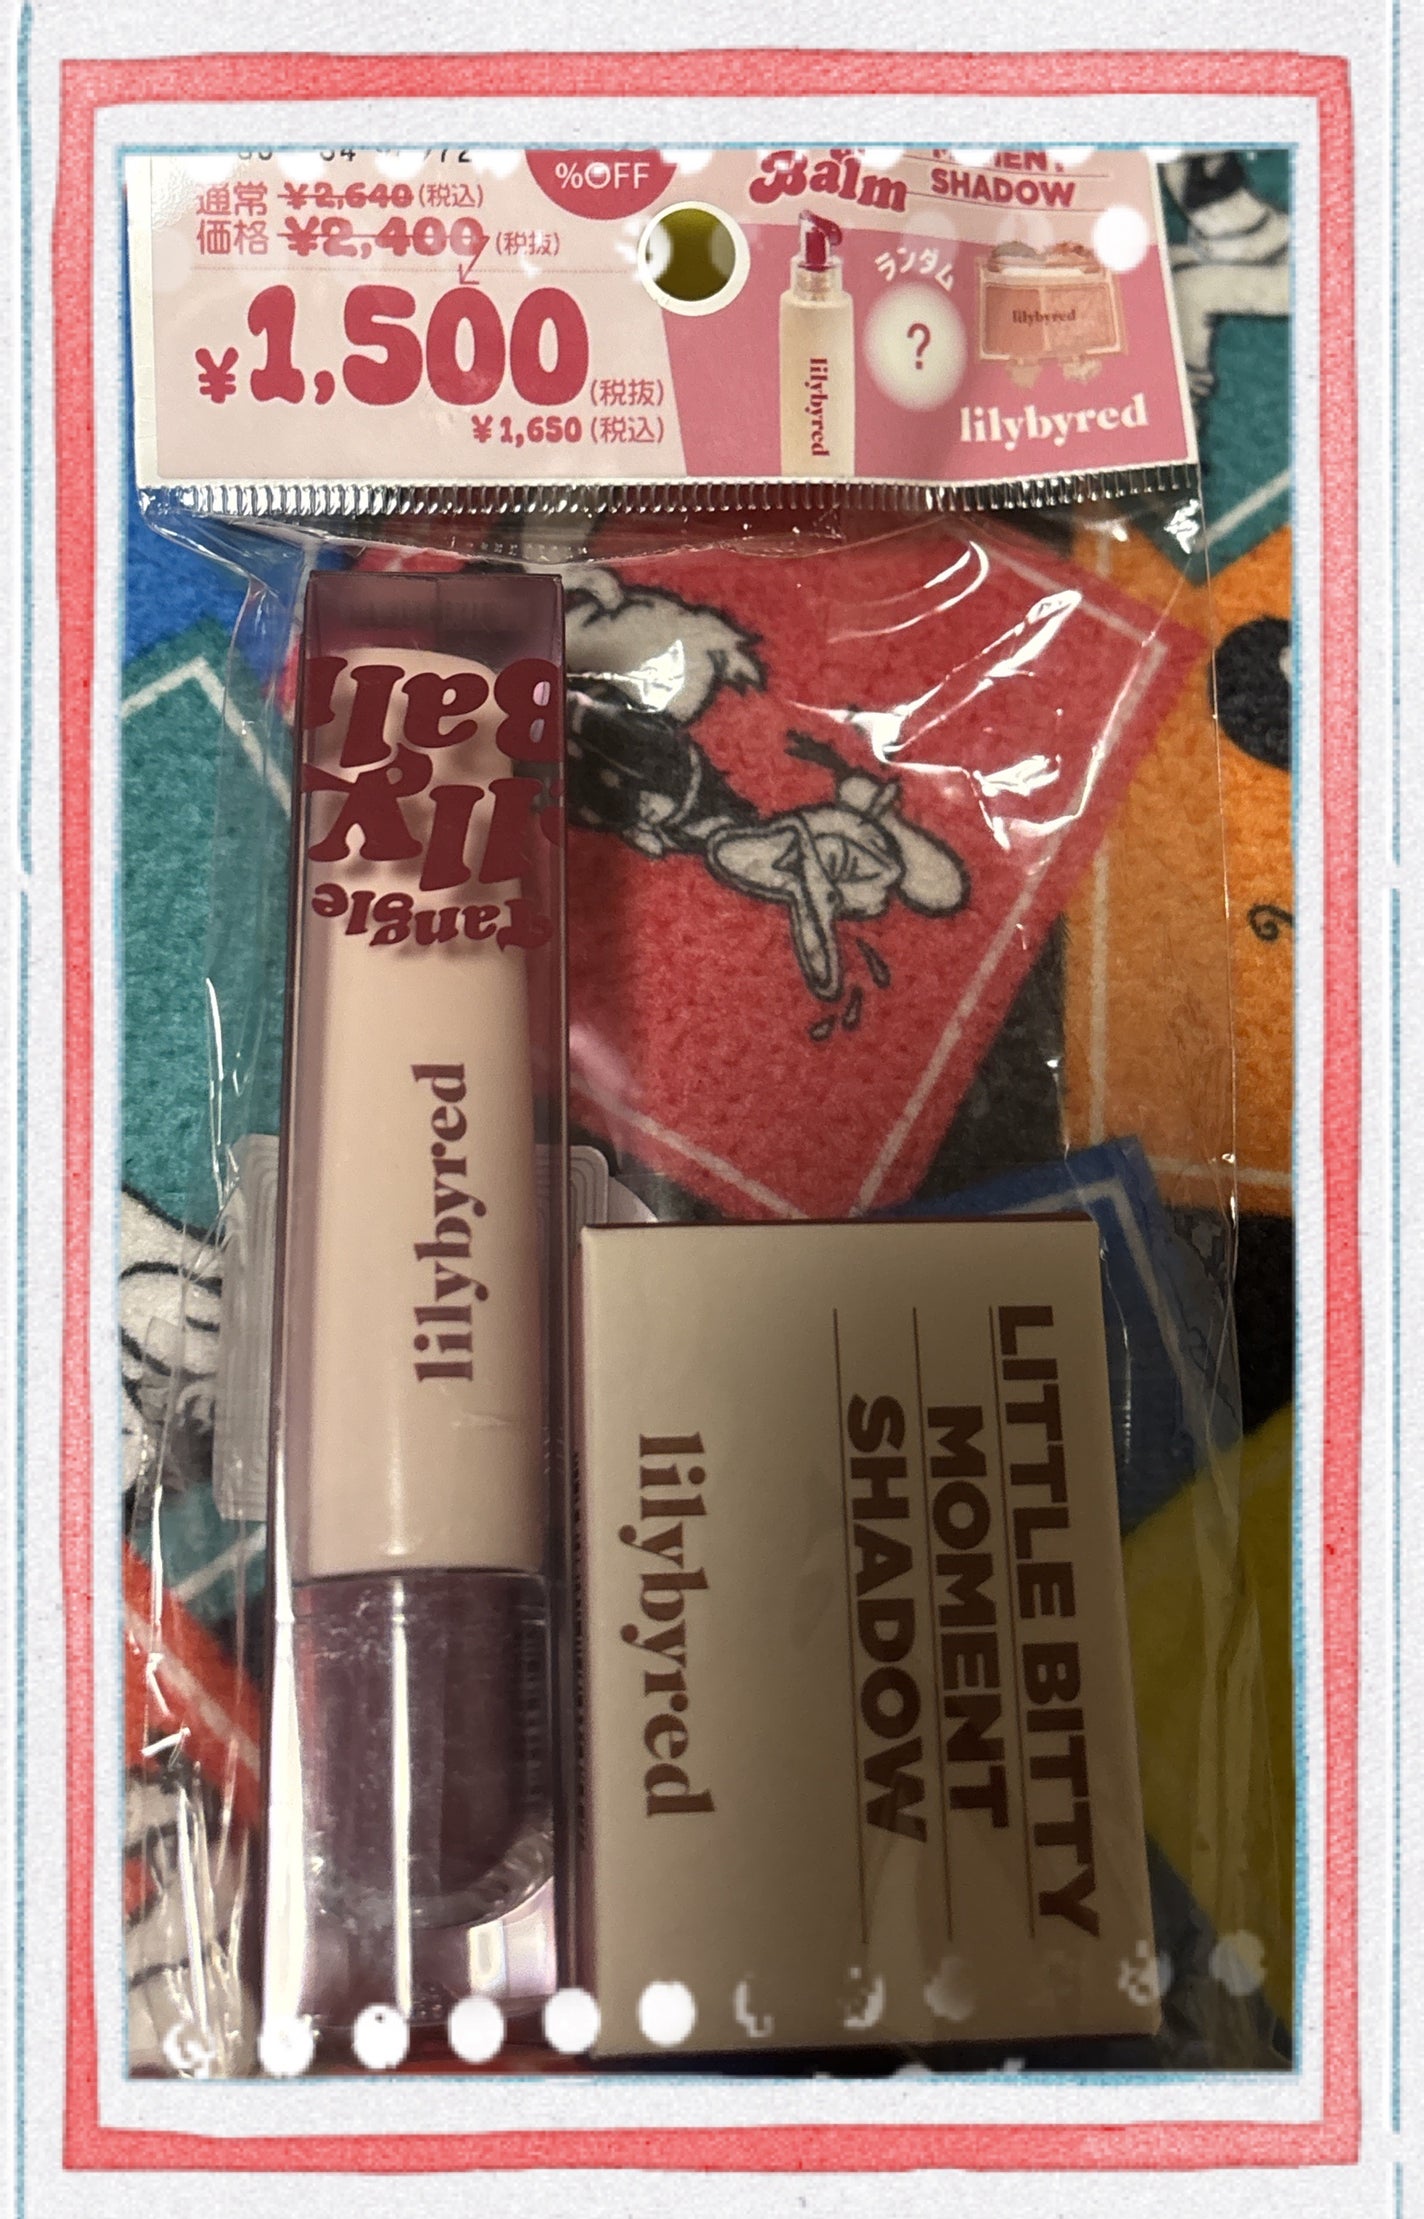 %OFF
通常 ¥2,640 (税込)
価格 ¥2,400 (税抜)
¥1,500 (税抜)
¥1,650 (税込)
Balm
SHADOW
ランダム
?
lilybyred
lilybyred
lilybyred
Tangle
lilybyred
LITTLE BITTY
MOMENT
SHADOW
lilybyred